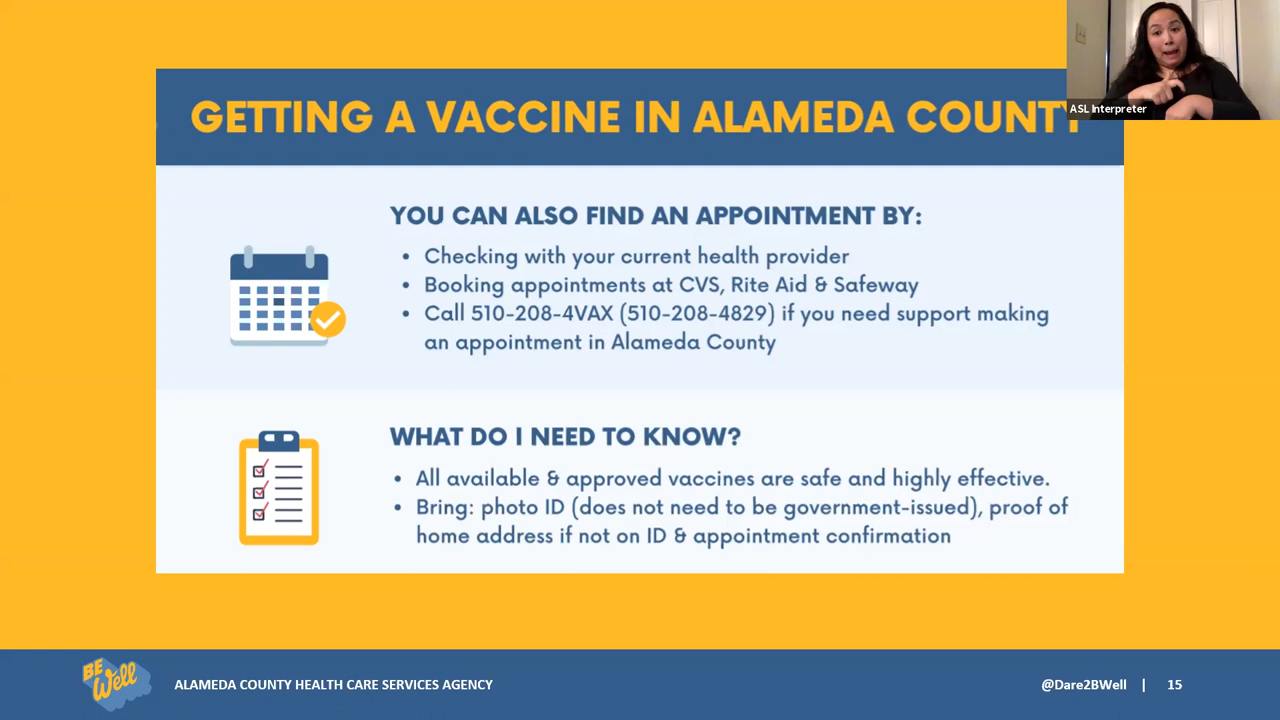 ASL Interpreter
GETTING A VACCINE IN ALAMEDA COUNTY
YOU CAN ALSO FIND AN APPOINTMENT BY:
• Checking with your current health provider
• Booking appointments at CVS, Rite Aid & Safeway
• Call 510-208-4VAX (510-208-4829) if you need support making
an appointment in Alameda County
WHAT DO I NEED TO KNOW?
• All available & approved vaccines are safe and highly effective.
• Bring: photo ID (does not need to be government-issued), proof of
home address if not on ID & appointment confirmation
BE
Well
ALAMEDA COUNTY HEALTH CARE SERVICES AGENCY
@Dare2BWell | 15